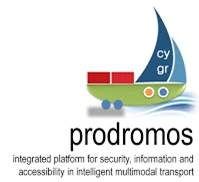 cy
gr
prodromos
integrated platform for security, information and
accessibility in intelligent multimodal transport